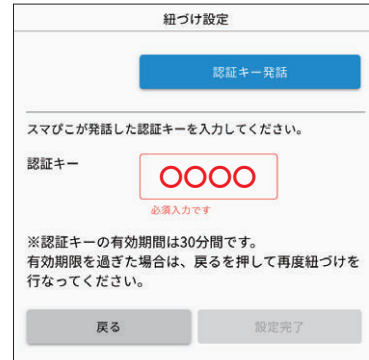 紐づけ設定
認証キー発話
スマぴこが発話した認証キーを入力してください。
認証キー
〇〇〇〇
必須入力です
※認証キーの有効期間は30分間です。
有効期限を過ぎた場合は、戻るを押して再度紐づけを
行なってください。
戻る
設定完了